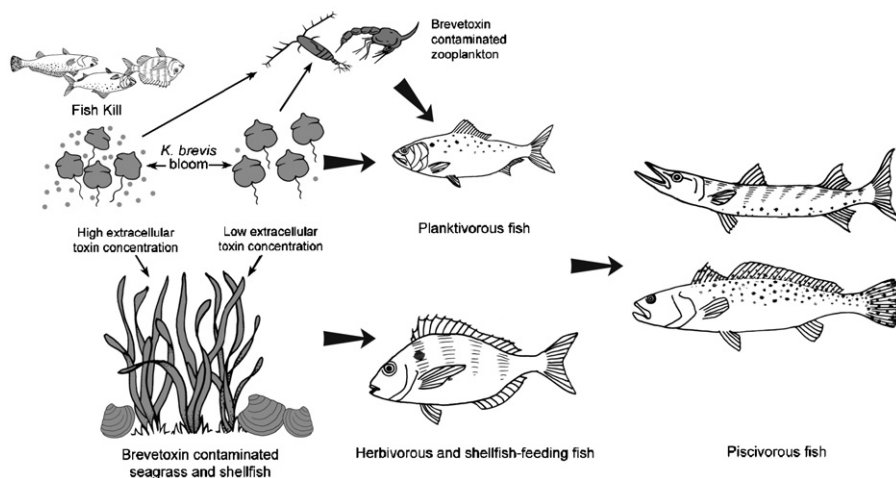 Brevetoxin
contaminated
zooplankton
Fish Kill
K. brevis
bloom
High extracellular
toxin concentration
Low extracellular
toxin concentration
Planktivorous fish
Brevetoxin contaminated
seagrass and shellfish
Herbivorous and shellfish-feeding fish
Piscivorous fish